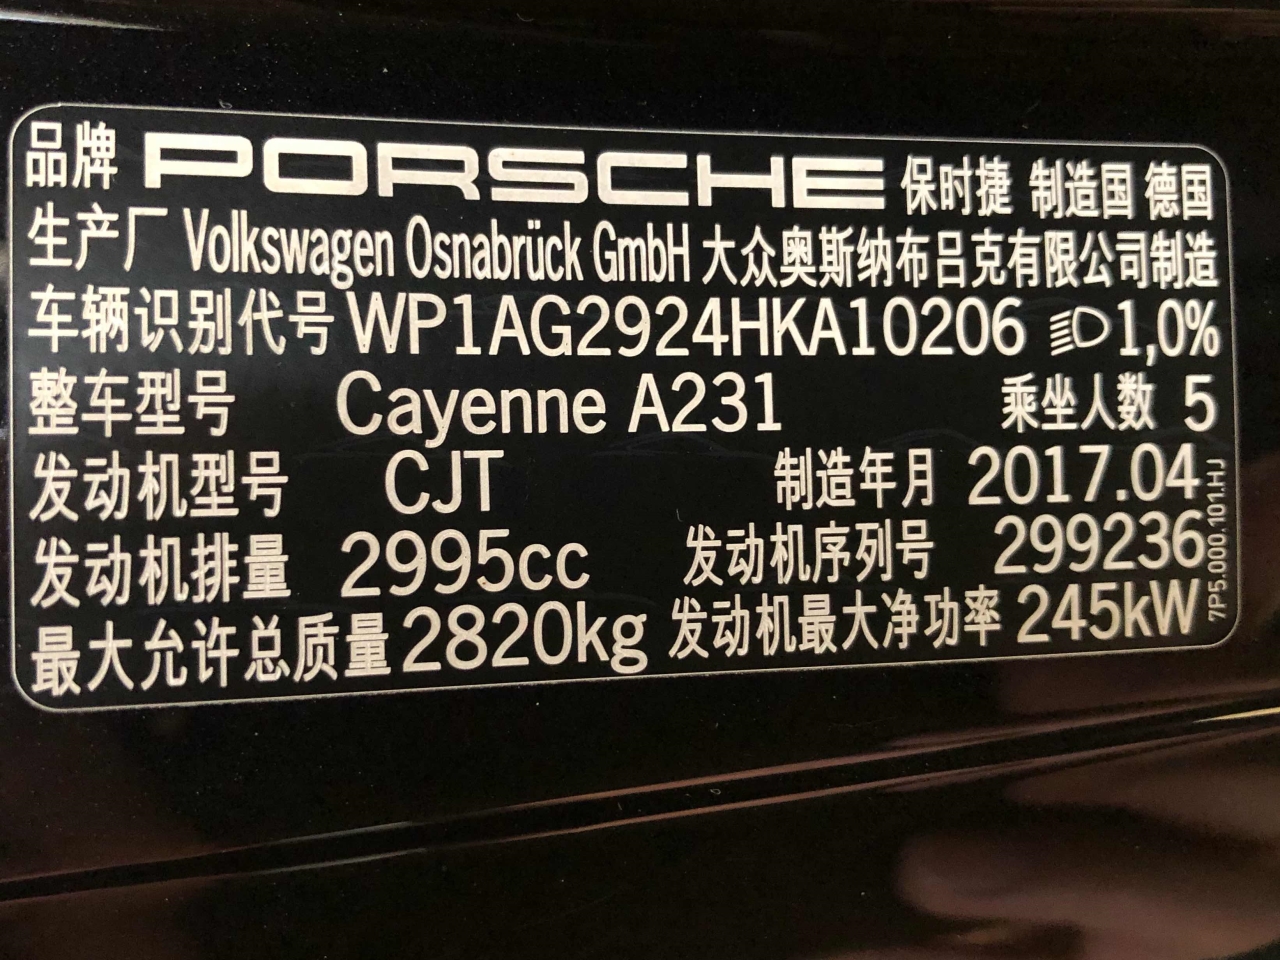 品牌 PORSCHE 保时捷 制造国 德国
生产厂 Volkswagen Osnabrück GmbH 大众奥斯纳布吕克有限公司制造
车辆识别代号 WP1AG2924HKA10206 1,0%
整车型号 Cayenne A231 乘坐人数 5
发动机型号 CJT 制造年月 2017.04
发动机排量 2995cc 发动机序列号 299236
最大允许总质量 2820kg 发动机最大净功率 245kW
7P5.000.101.HJ